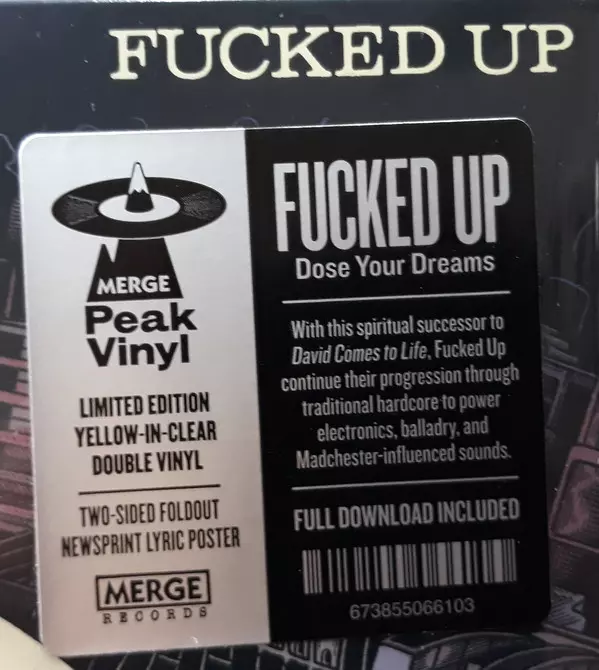 FUCKED UP
MERGE
Peak
Vinyl
LIMITED EDITION
YELLOW-IN-CLEAR
DOUBLE VINYL
TWO-SIDED FOLDOUT
NEWSPRINT LYRIC POSTER
MERGE
RECORDS
FUCKED UP
Dose Your Dreams
With this spiritual successor to
David Comes to Life, Fucked Up
continue their progression through
traditional hardcore to power
electronics, balladry, and
Madchester-influenced sounds.
FULL DOWNLOAD INCLUDED
673855066103